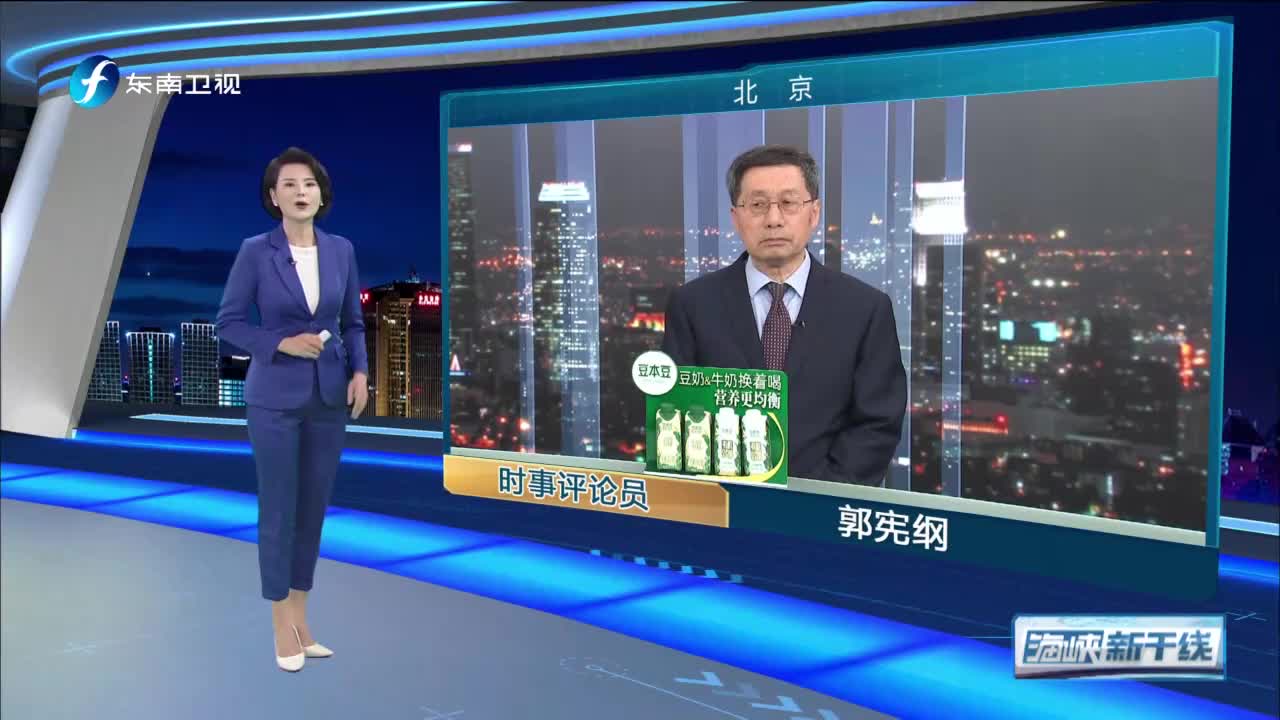 东南卫视
北京
豆本豆
豆奶&牛奶换着喝
营养更均衡
时事评论员
郭宪纲
海峡新干线